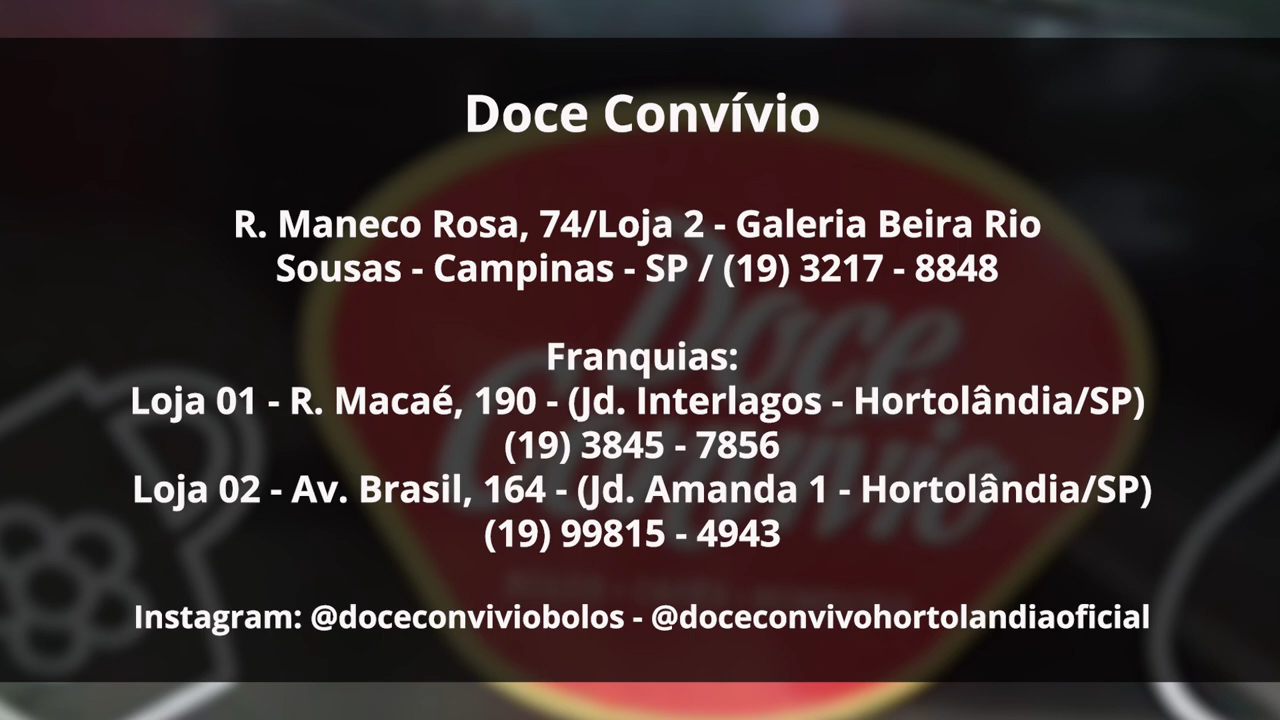 Doce Convívio
R. Maneco Rosa, 74/Loja 2 - Galeria Beira Rio
Sousas - Campinas - SP / (19) 3217 - 8848
Franquias:
Loja 01 - R. Macaé, 190 - (Jd. Interlagos - Hortolândia/SP)
(19) 3845 - 7856
Loja 02 - Av. Brasil, 164 - (Jd. Amanda 1 - Hortolândia/SP)
(19) 99815 - 4943
Instagram: @doceconviviobolos - @doceconvivohortolandiaoficial
Doce
Convívio